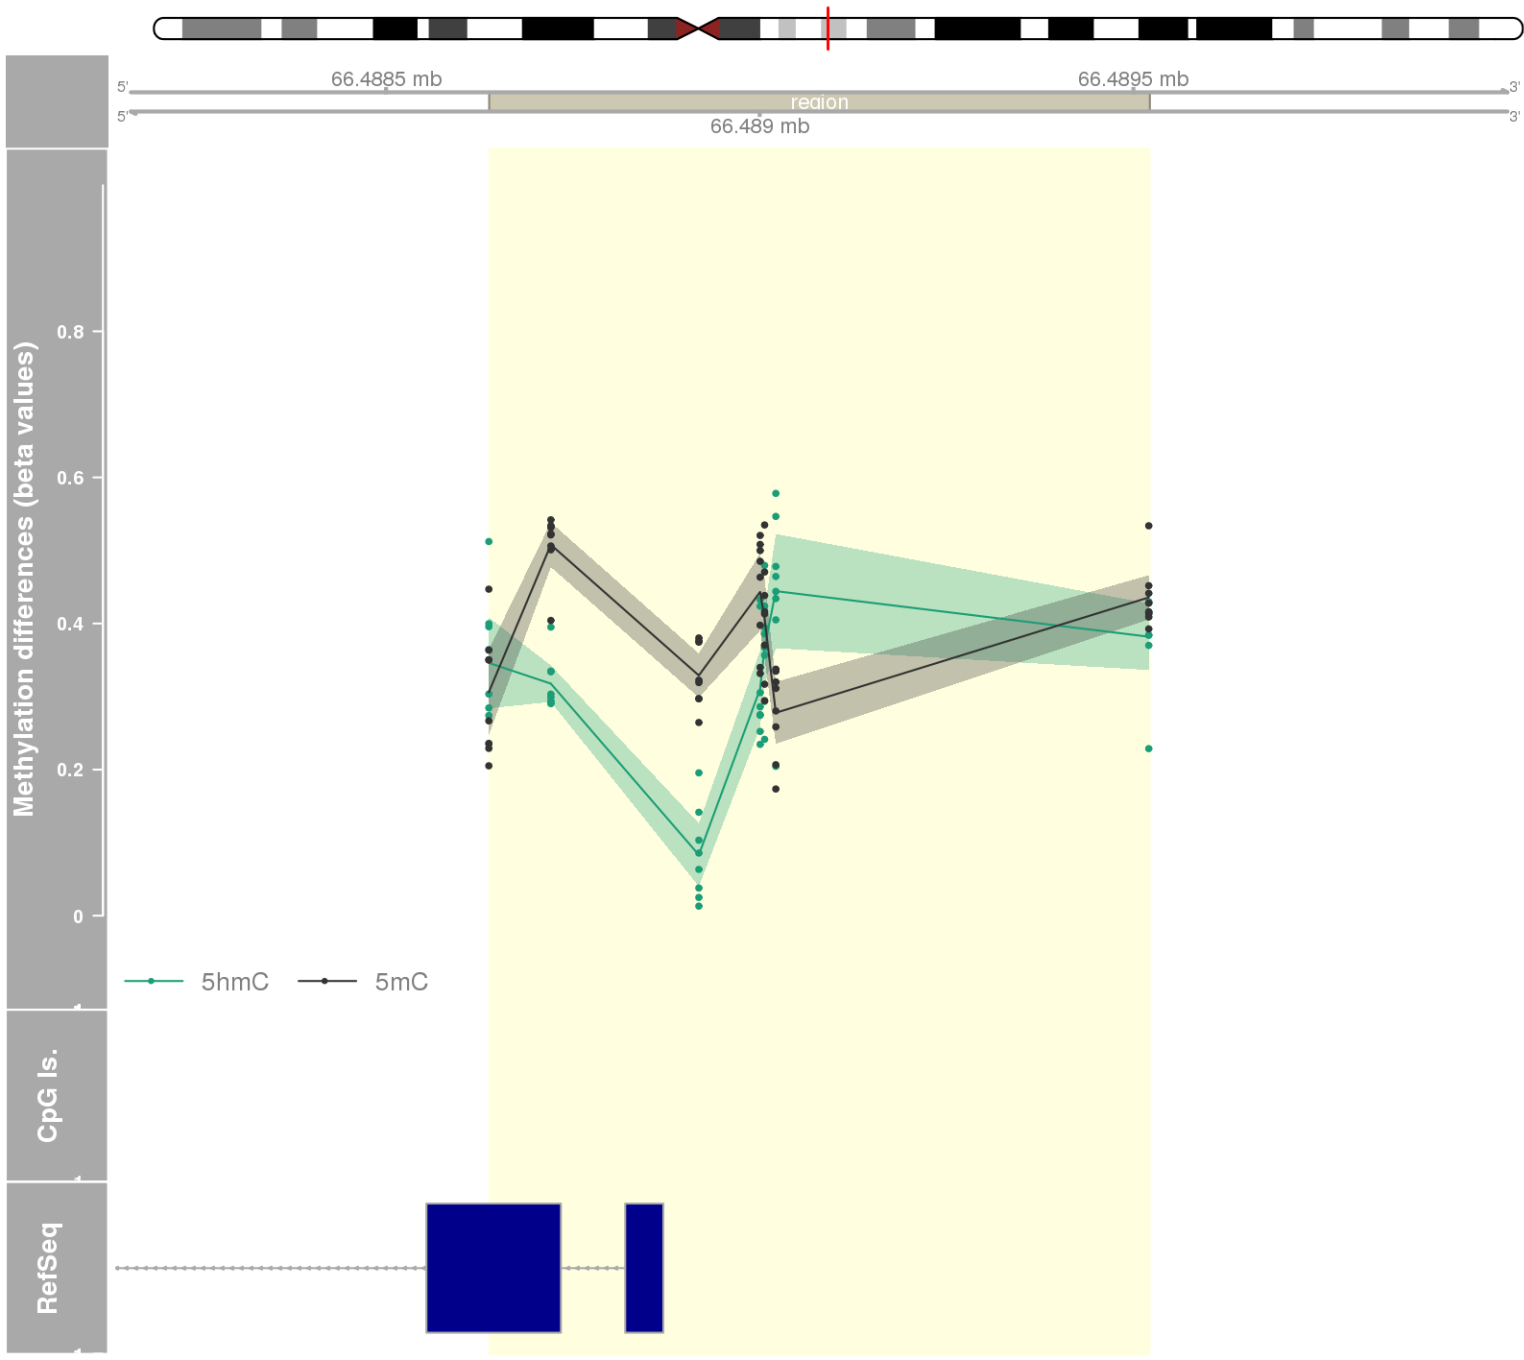 66.4885 mb
66.4895 mb
5'
3'
region
5'
3'
66.489 mb
Methylation differences (beta values)
0.8
0.6
0.4
0.2
0
5hmC
5mC
CpG Is.
RefSeq